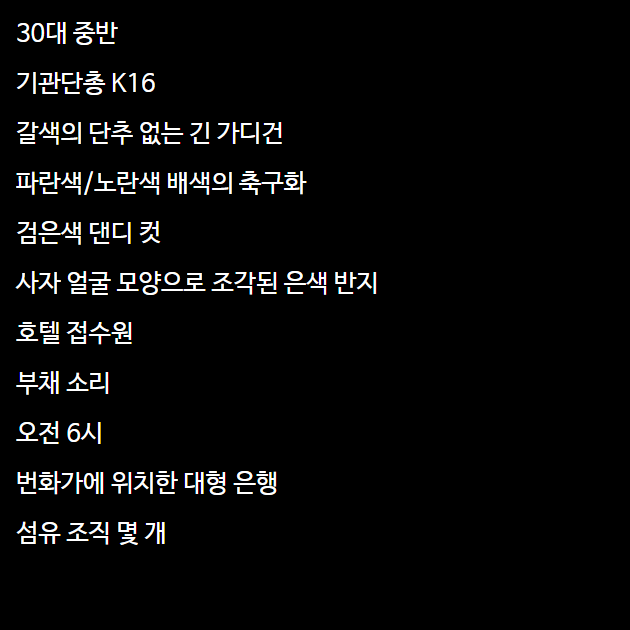 30대 중반
기관단총 K16
갈색의 단추 없는 긴 가디건
파란색/노란색 배색의 축구화
검은색 댄디 컷
사자 얼굴 모양으로 조각된 은색 반지
호텔 접수원
부채 소리
오전 6시
번화가에 위치한 대형 은행
섬유 조직 몇 개